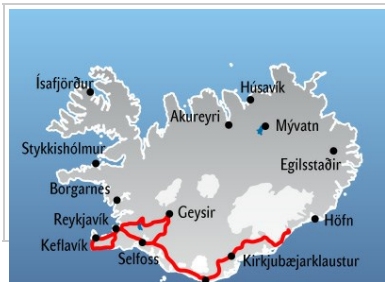 Ísafjörður
Húsavík
Akureyri
Mývatn
Stykkishólmur
Egilsstaðir
Borgarnes
Geysir
Reykjavík
Höfn
Keflavík
Selfoss
Kirkjubæjarklaustur